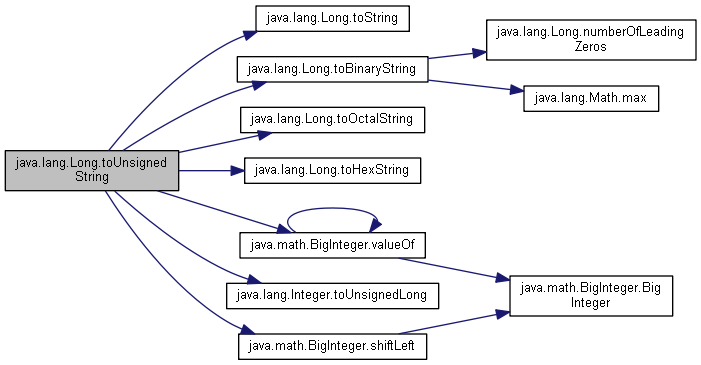 java.lang.Long.toString
java.lang.Long.numberOfLeading
Zeros
java.lang.Long.toBinaryString
java.lang.Math.max
java.lang.Long.toOctalString
java.lang.Long.toUnsigned
String
java.lang.Long.toHexString
java.math.BigInteger.valueOf
java.math.BigInteger.Big
Integer
java.lang.Integer.toUnsignedLong
java.math.BigInteger.shiftLeft